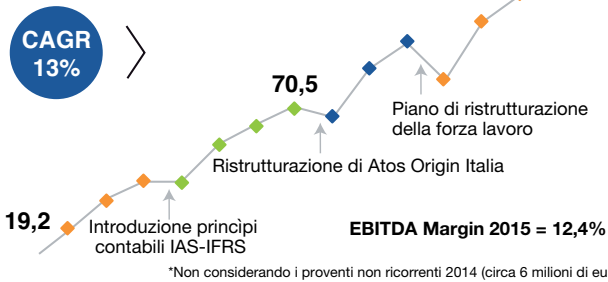 CAGR
13%
70,5
Piano di ristrutturazione
della forza lavoro
Ristrutturazione di Atos Origin Italia
19,2
Introduzione princìpi
contabili IAS-IFRS
EBITDA Margin 2015 = 12,4%
*Non considerando i proventi non ricorrenti 2014 (circa 6 milioni di eu